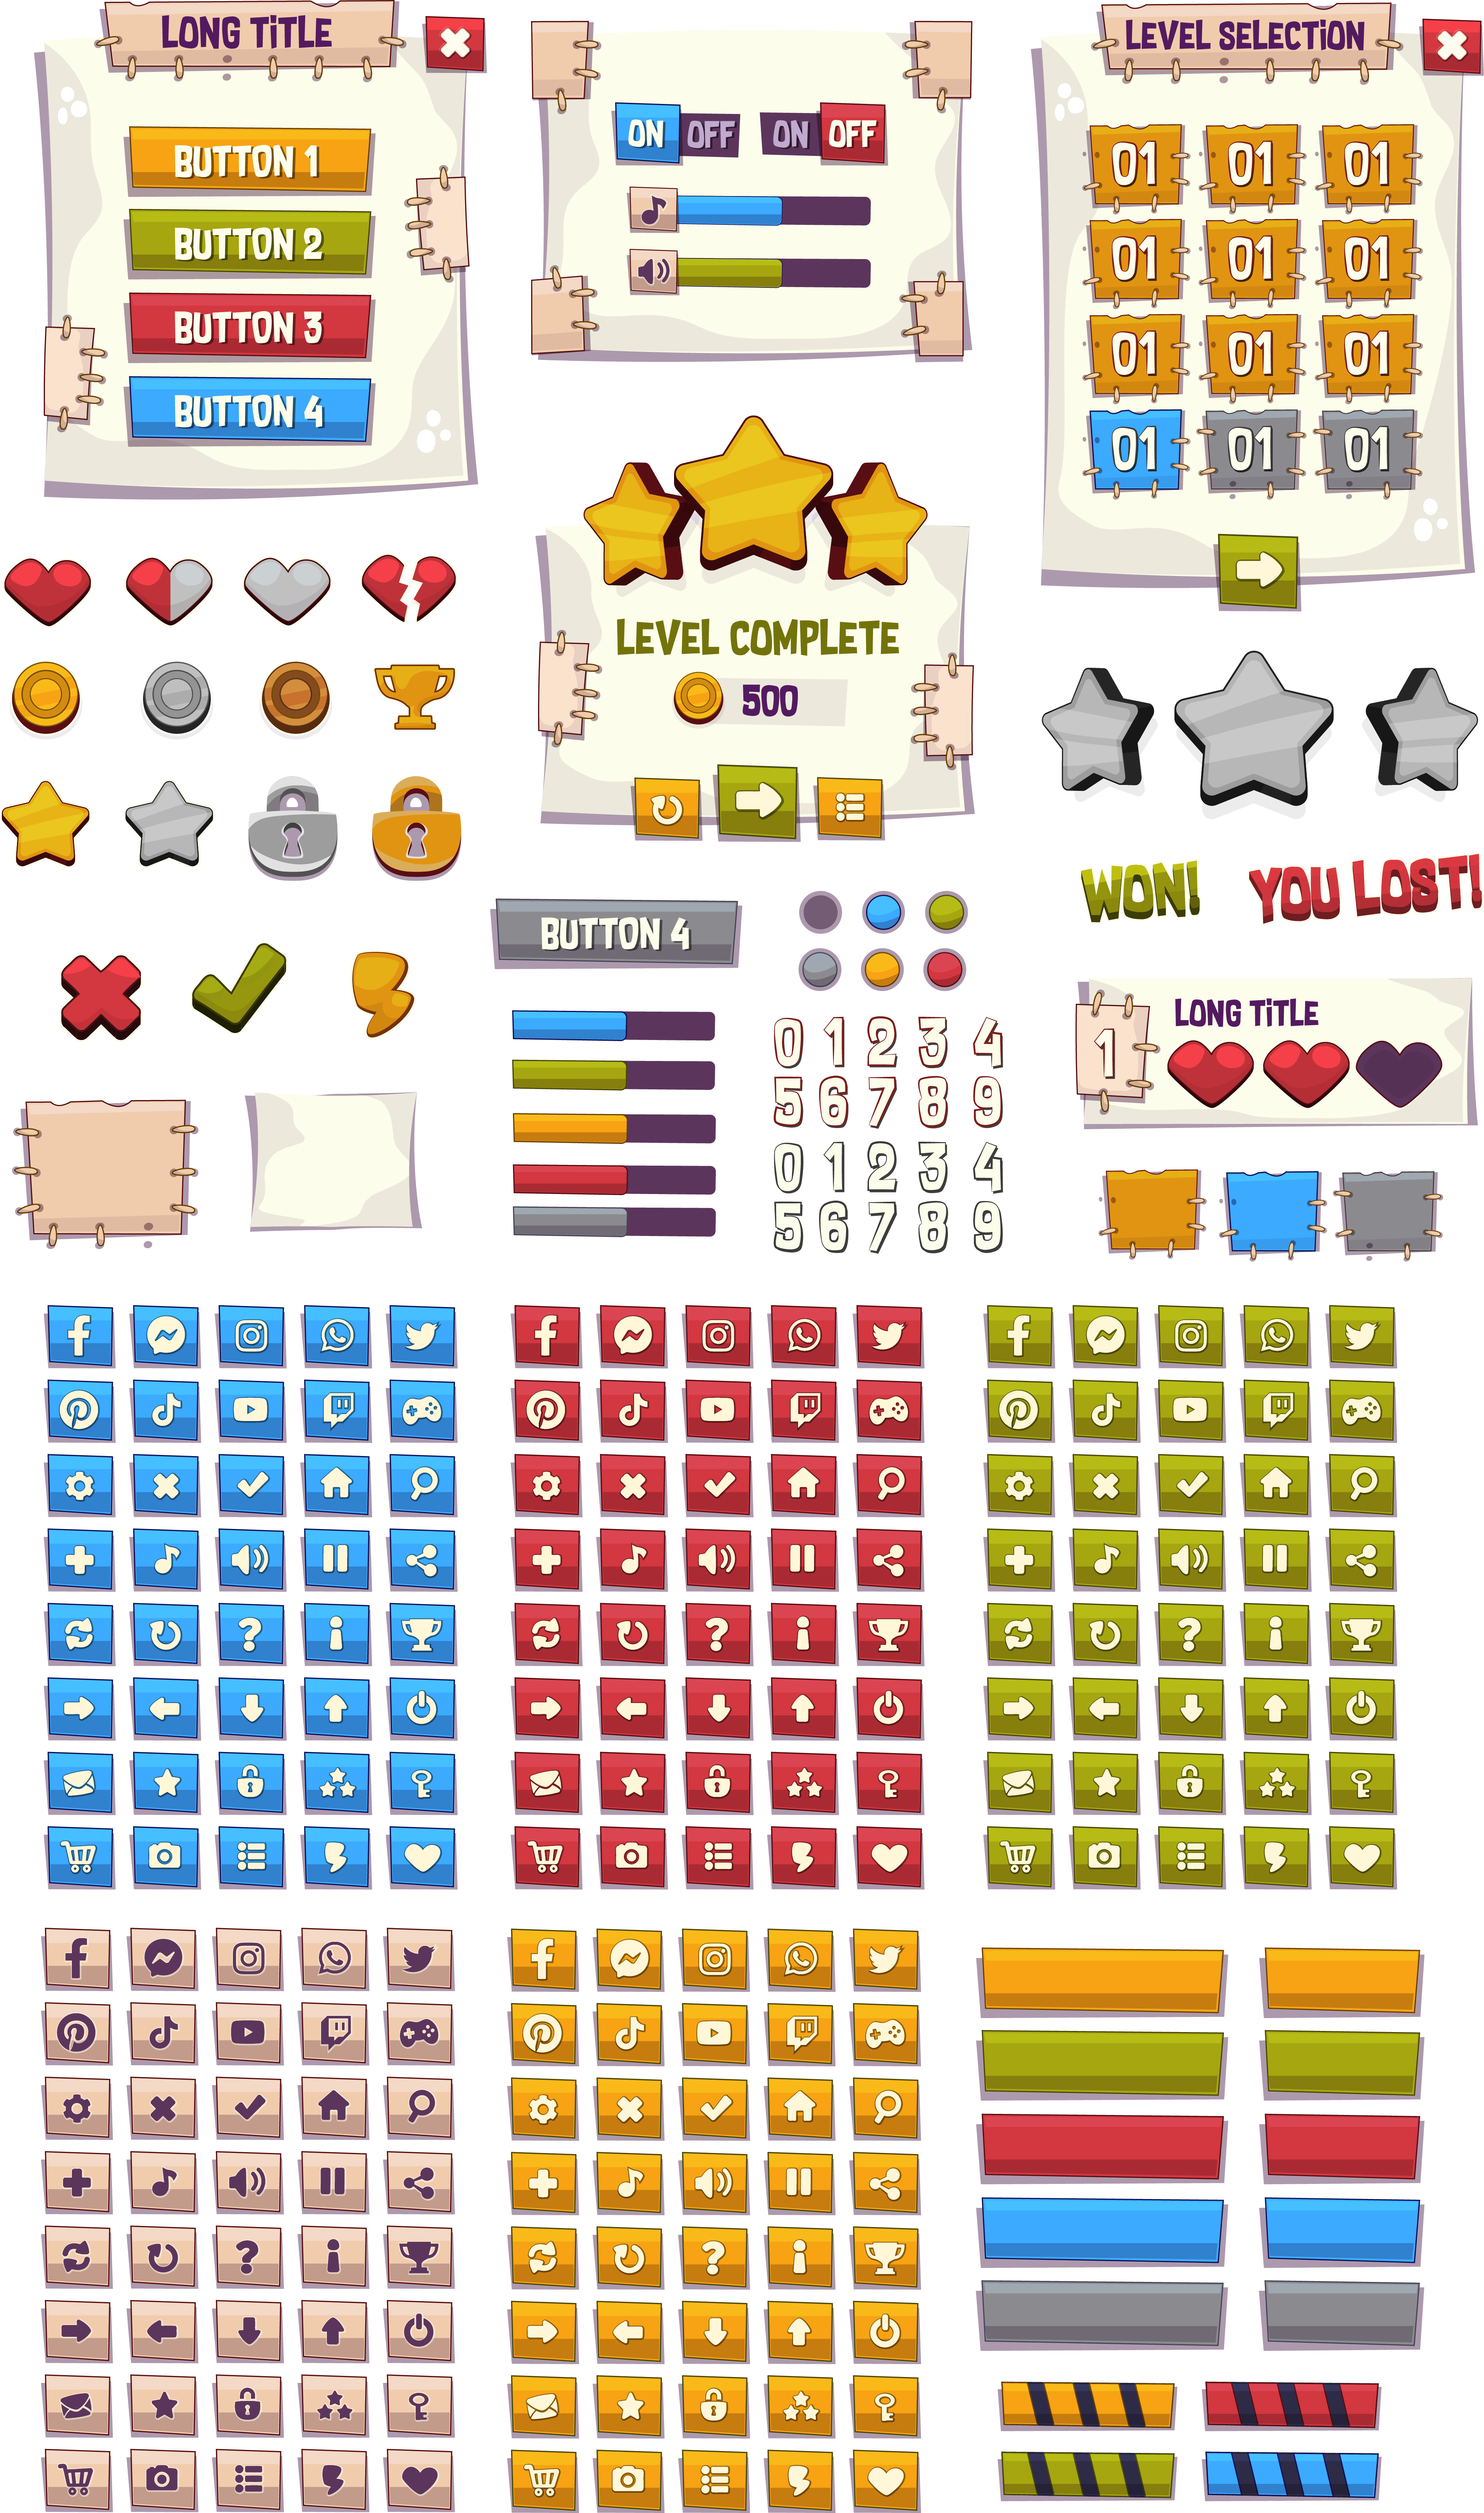 LONG TiTLE
BUTTON 1
BUTTON 2
BUTTON 3
BUTTON 4
ON OFF ON OFF
LEVEL SELECTiON
01 01 01
01 01 01
01 01 01
01 01 01
LEVEL COMPLETE
500
WON! YOU LOST!
BUTTON 4
0 1 2 3 4
5 6 7 8 9
0 1 2 3 4
5 6 7 8 9
LONG TiTLE
1